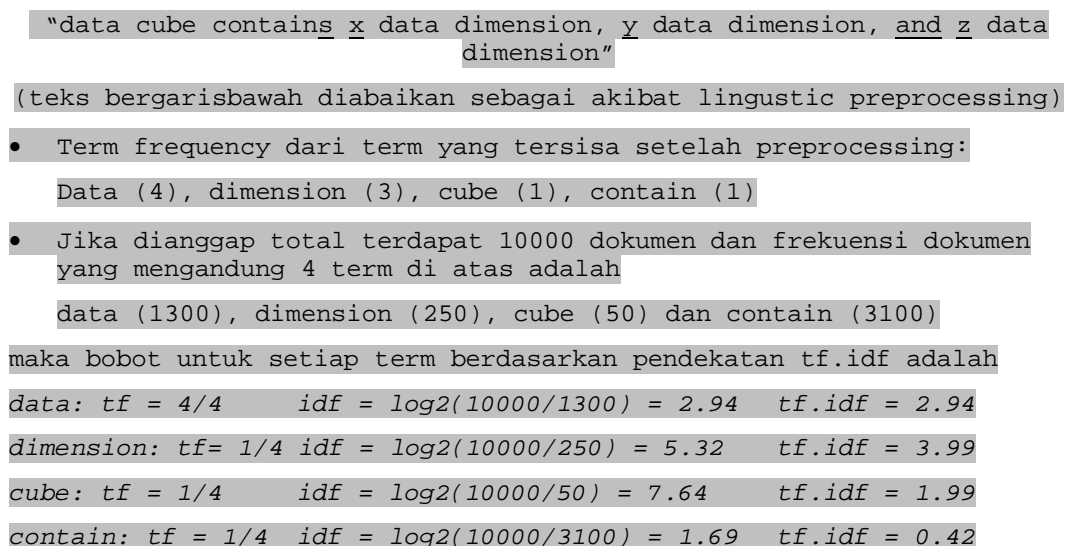 “data cube contains x data dimension, y data dimension, and z data
dimension”
(teks bergarisbawah diabaikan sebagai akibat lingustic preprocessing)
• Term frequency dari term yang tersisa setelah preprocessing:
Data (4), dimension (3), cube (1), contain (1)
• Jika dianggap total terdapat 10000 dokumen dan frekuensi dokumen
yang mengandung 4 term di atas adalah
data (1300), dimension (250), cube (50) dan contain (3100)
maka bobot untuk setiap term berdasarkan pendekatan tf.idf adalah
data: tf = 4/4 idf = log2(10000/1300) = 2.94 tf.idf = 2.94
dimension: tf= 1/4 idf = log2(10000/250) = 5.32 tf.idf = 3.99
cube: tf = 1/4 idf = log2(10000/50) = 7.64 tf.idf = 1.99
contain: tf = 1/4 idf = log2(10000/3100) = 1.69 tf.idf = 0.42